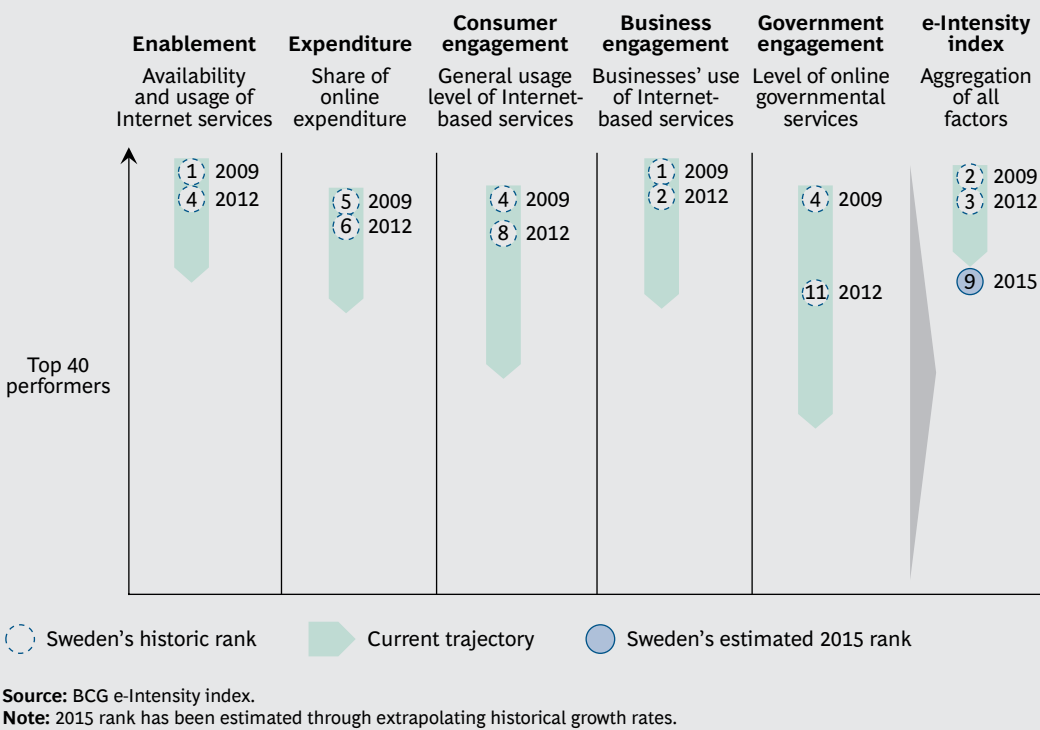 Enablement
Availability
and usage of
Internet services
Expenditure
Share of
online
expenditure
Consumer
engagement
General usage
level of Internet-
based services
Business
engagement
Businesses’ use
of Internet-
based services
Government
engagement
Level of online
governmental
services
e-Intensity
index
Aggregation
of all
factors
Top 40
performers
1 2009
4 2012
5 2009
6 2012
4 2009
8 2012
1 2009
2 2012
4 2009
11 2012
2 2009
3 2012
9 2015
Sweden’s historic rank
Current trajectory
Sweden’s estimated 2015 rank
Source: BCG e-Intensity index.
Note: 2015 rank has been estimated through extrapolating historical growth rates.